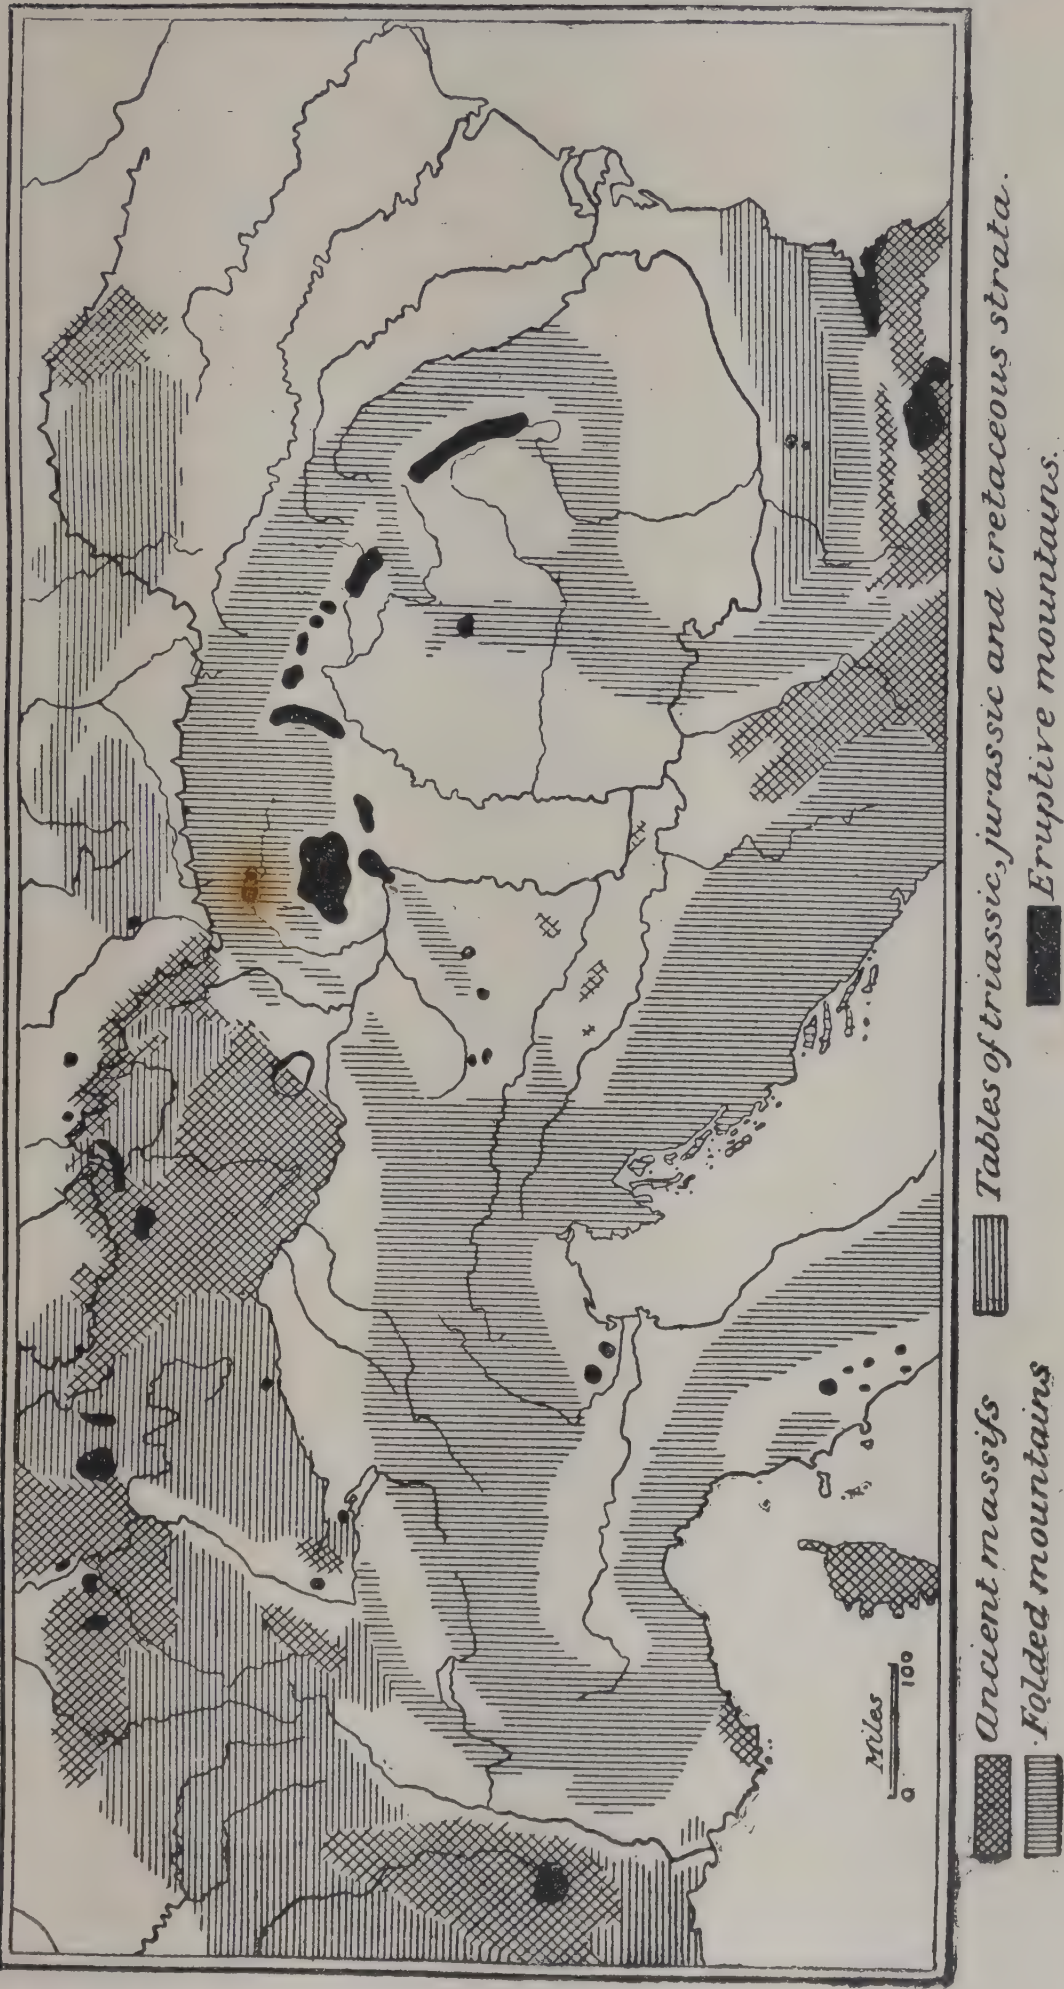 Miles
0 100
Ancient massifs
Tables of triassic, jurassic and cretaceous strata.
Folded mountains
Eruptive mountains.